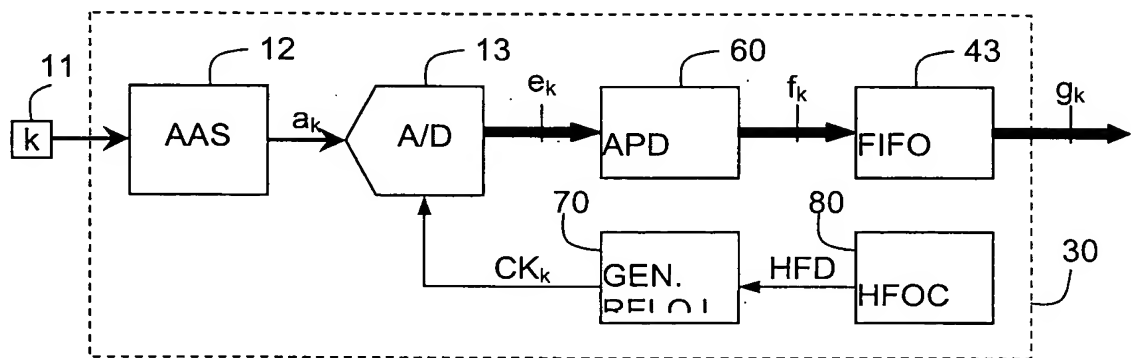 11
12
13
60
43
k
AAS
a_k
A/D
e_k
APD
f_k
FIFO
g_k
70
80
30
CK_k
GEN.
RELOJ
HFD
HFOC